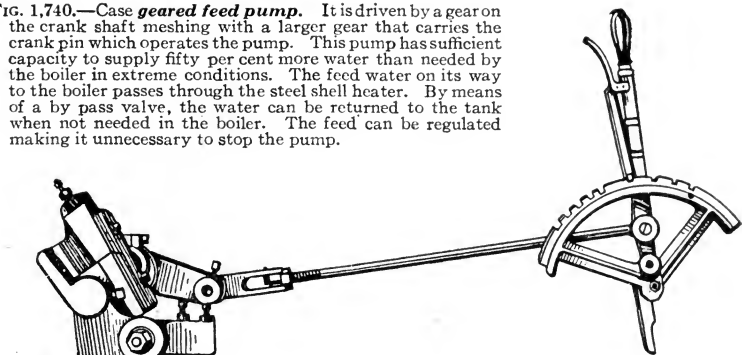 FIG. 1,740.—Case geared feed pump. It is driven by a gear on
the crank shaft meshing with a larger gear that carries the
crank pin which operates the pump. This pump has sufficient
capacity to supply fifty per cent more water than needed by
the boiler in extreme conditions. The feed water on its way
to the boiler passes through the steel shell heater. By means
of a by pass valve, the water can be returned to the tank
when not needed in the boiler. The feed can be regulated
making it unnecessary to stop the pump.